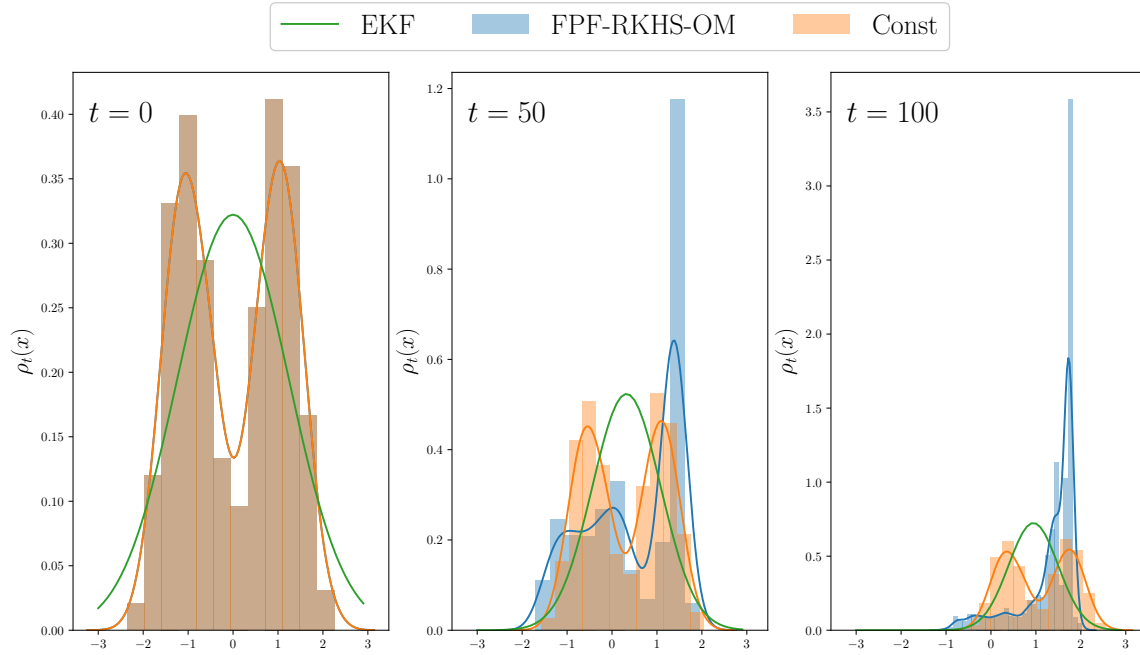 EKF FPF-RKHS-OM Const
t = 0
ρ_t(x)
0.40
0.35
0.30
0.25
0.20
0.15
0.10
0.05
0.00
−3 −2 −1 0 1 2 3
t = 50
ρ_t(x)
1.2
1.0
0.8
0.6
0.4
0.2
0.0
−3 −2 −1 0 1 2 3
t = 100
ρ_t(x)
3.5
3.0
2.5
2.0
1.5
1.0
0.5
0.0
−3 −2 −1 0 1 2 3